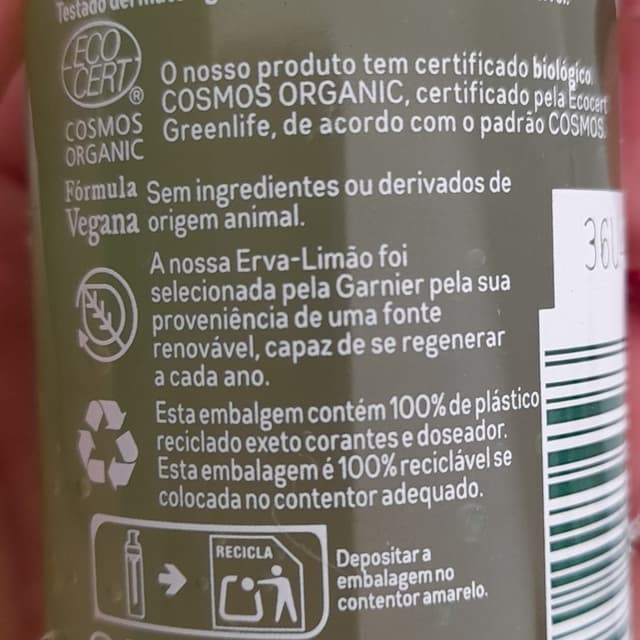 Testado
ECO
CERT
®
COSMOS
ORGANIC
O nosso produto tem certificado biológico
COSMOS ORGANIC, certificado pela Ecocert
Greenlife, de acordo com o padrão COSMOS.
Fórmula
Vegana
Sem ingredientes ou derivados de
origem animal.
A nossa Erva-Limão foi
selecionada pela Garnier pela sua
proveniência de uma fonte
renovável, capaz de se regenerar
a cada ano.
Esta embalgem contém 100% de plástico
reciclado exeto corantes e doseador.
Esta embalagem é 100% reciclável se
colocada no contentor adequado.
RECICLA
Depositar a
embalagem no
contentor amarelo.
36U